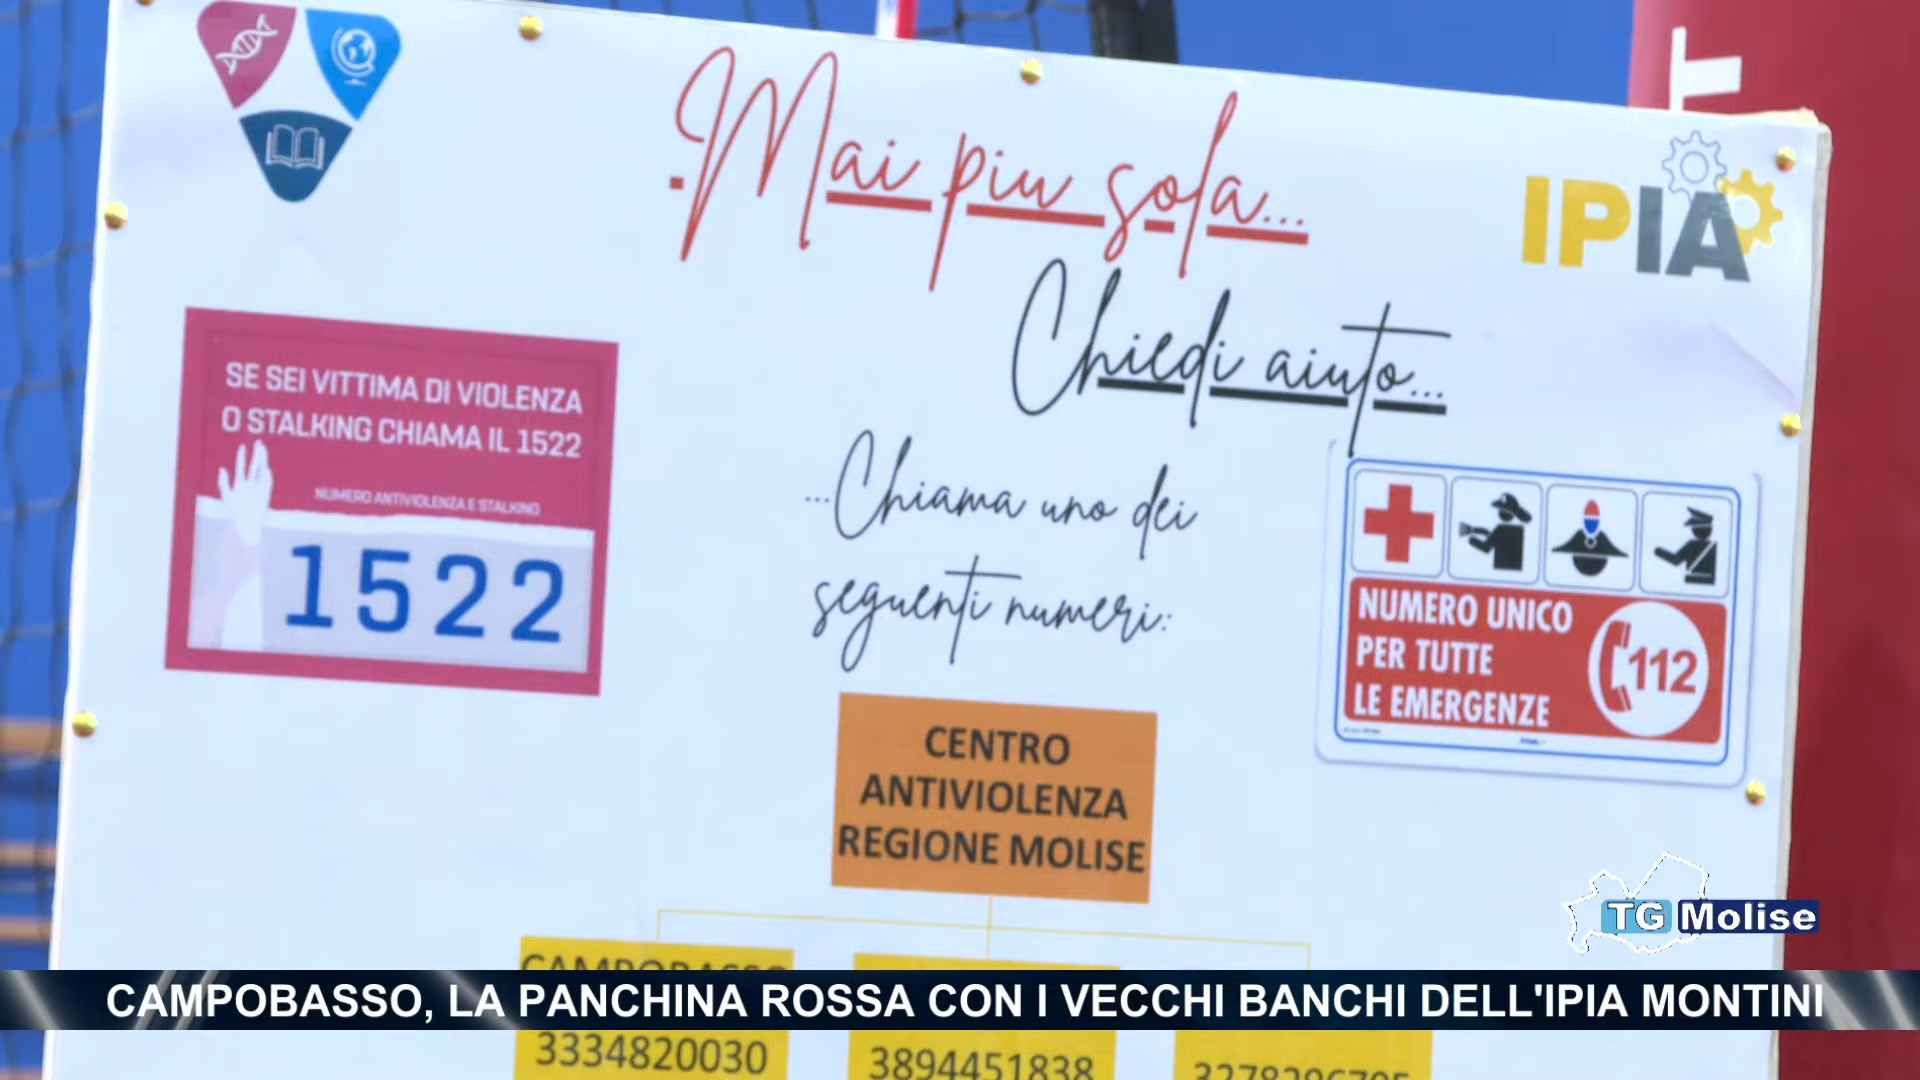 Mai piu sola...
IPIA
Chiedi aiuto...
SE SEI VITTIMA DI VIOLENZA
O STALKING CHIAMA IL 1522
NUMERO ANTIVIOLENZA E STALKING
1522
...Chiama uno dei
seguenti numeri:
NUMERO UNICO
PER TUTTE
LE EMERGENZE
112
CENTRO
ANTIVIOLENZA
REGIONE MOLISE
TG Molise
CAMPOBASSO
CAMPOBASSO, LA PANCHINA ROSSA CON I VECCHI BANCHI DELL'IPIA MONTINI
3334820030
3894451838